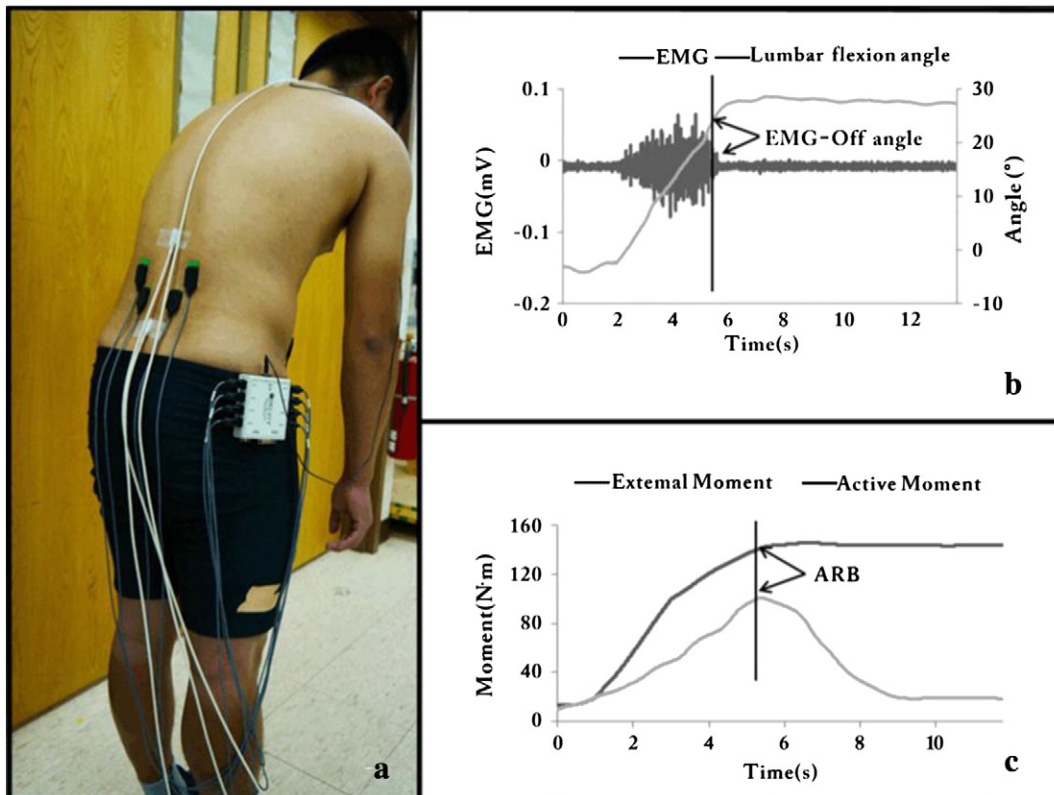 a
EMG Lumbar flexion angle
EMG(mV)
0.1
0
-0.1
-0.2
EMG-Off angle
30
20
10
0
-10
Angle(°)
0 2 4 6 8 10 12
Time(s)
b
Extemal Moment Active Moment
Moment(N·m)
160
120
80
40
0
ARB
0 2 4 6 8 10
Time(s)
c